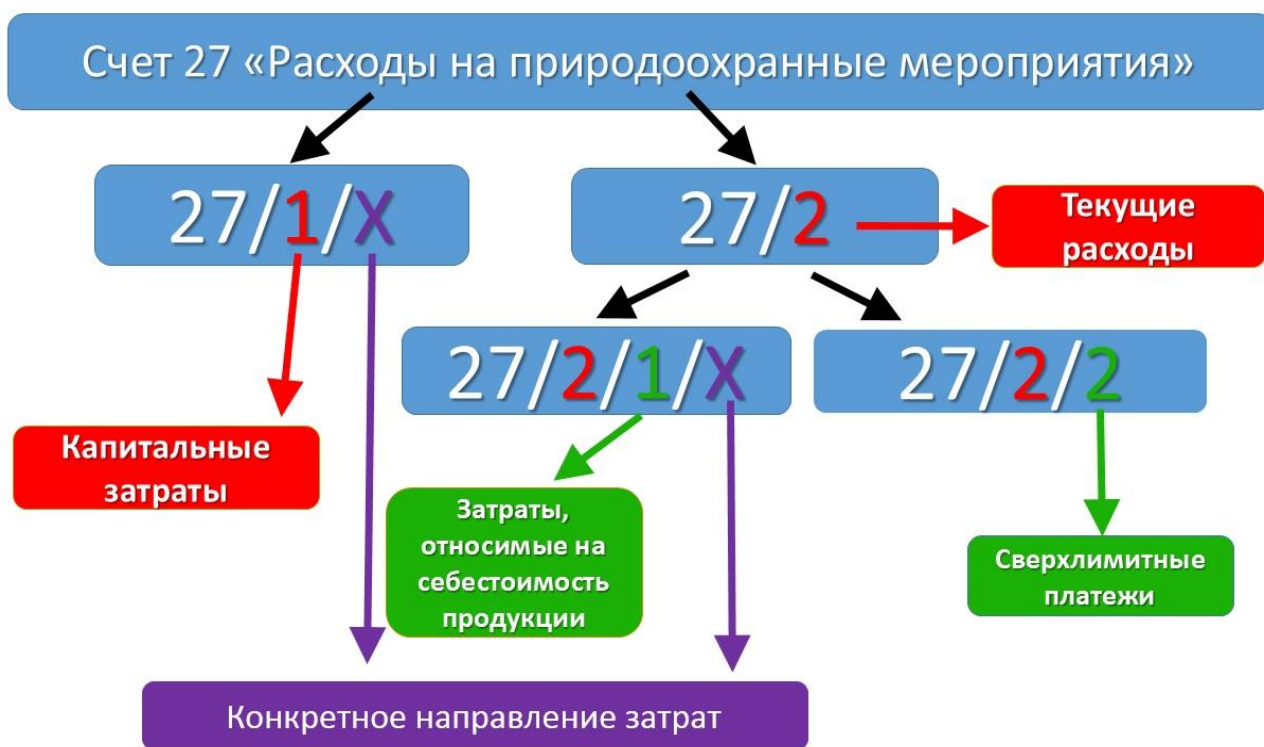 Счет 27 «Расходы на природоохранные мероприятия»
27/1/X
27/2
Текущие
расходы
27/2/1/X
27/2/2
Капитальные
затраты
Затраты,
относимые на
себестоимость
продукции
Сверхлимитные
платежи
Конкретное направление затрат